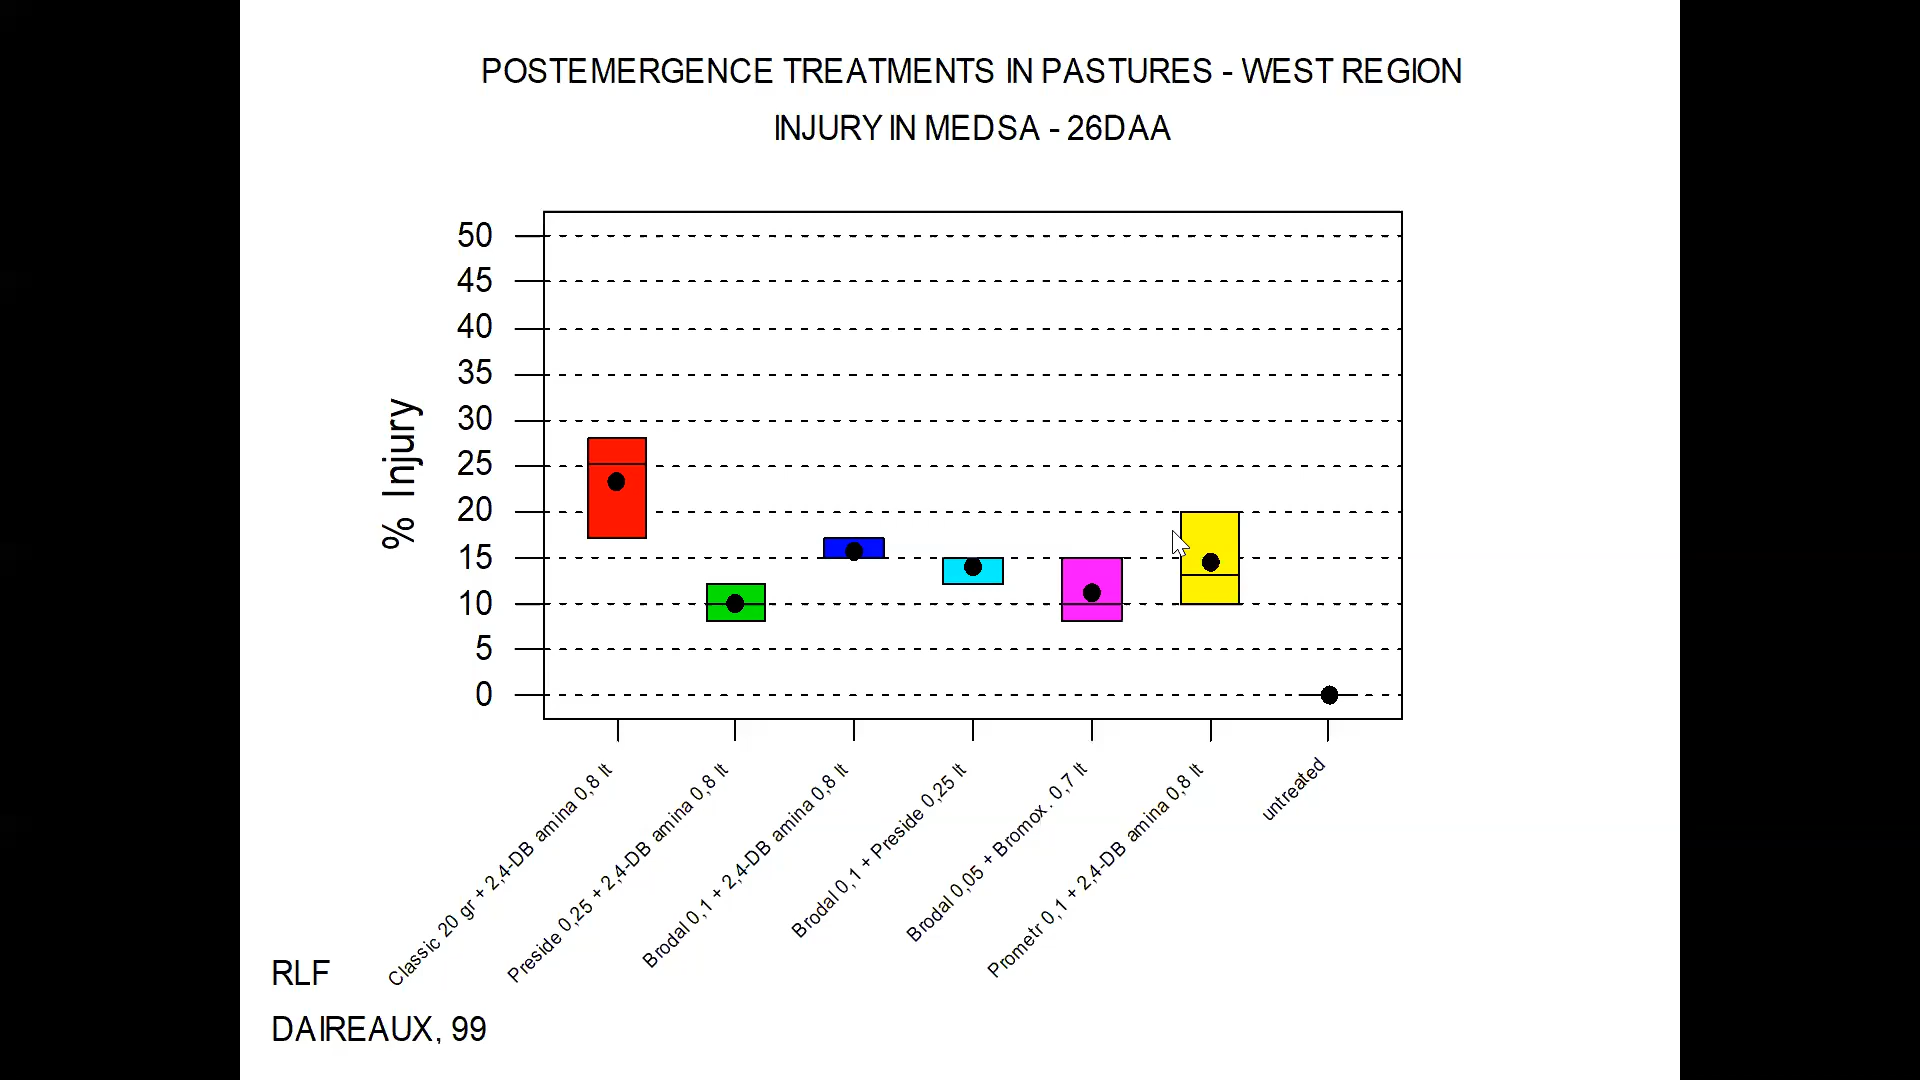 POSTEMERGENCE TREATMENTS IN PASTURES - WEST REGION
INJURY IN MEDSA - 26DAA
% Injury
50
45
40
35
30
25
20
15
10
5
0
Classic 20 gr + 2,4-DB amina 0,8 lt
Preside 0,25 + 2,4-DB amina 0,8 lt
Brodal 0,1 + 2,4-DB amina 0,8 lt
Brodal 0,1 + Preside 0,25 lt
Brodal 0,05 + Bromox. 0,7 lt
Prometr 0,1 + 2,4-DB amina 0,8 lt
untreated
RLF
DAIREAUX, 99